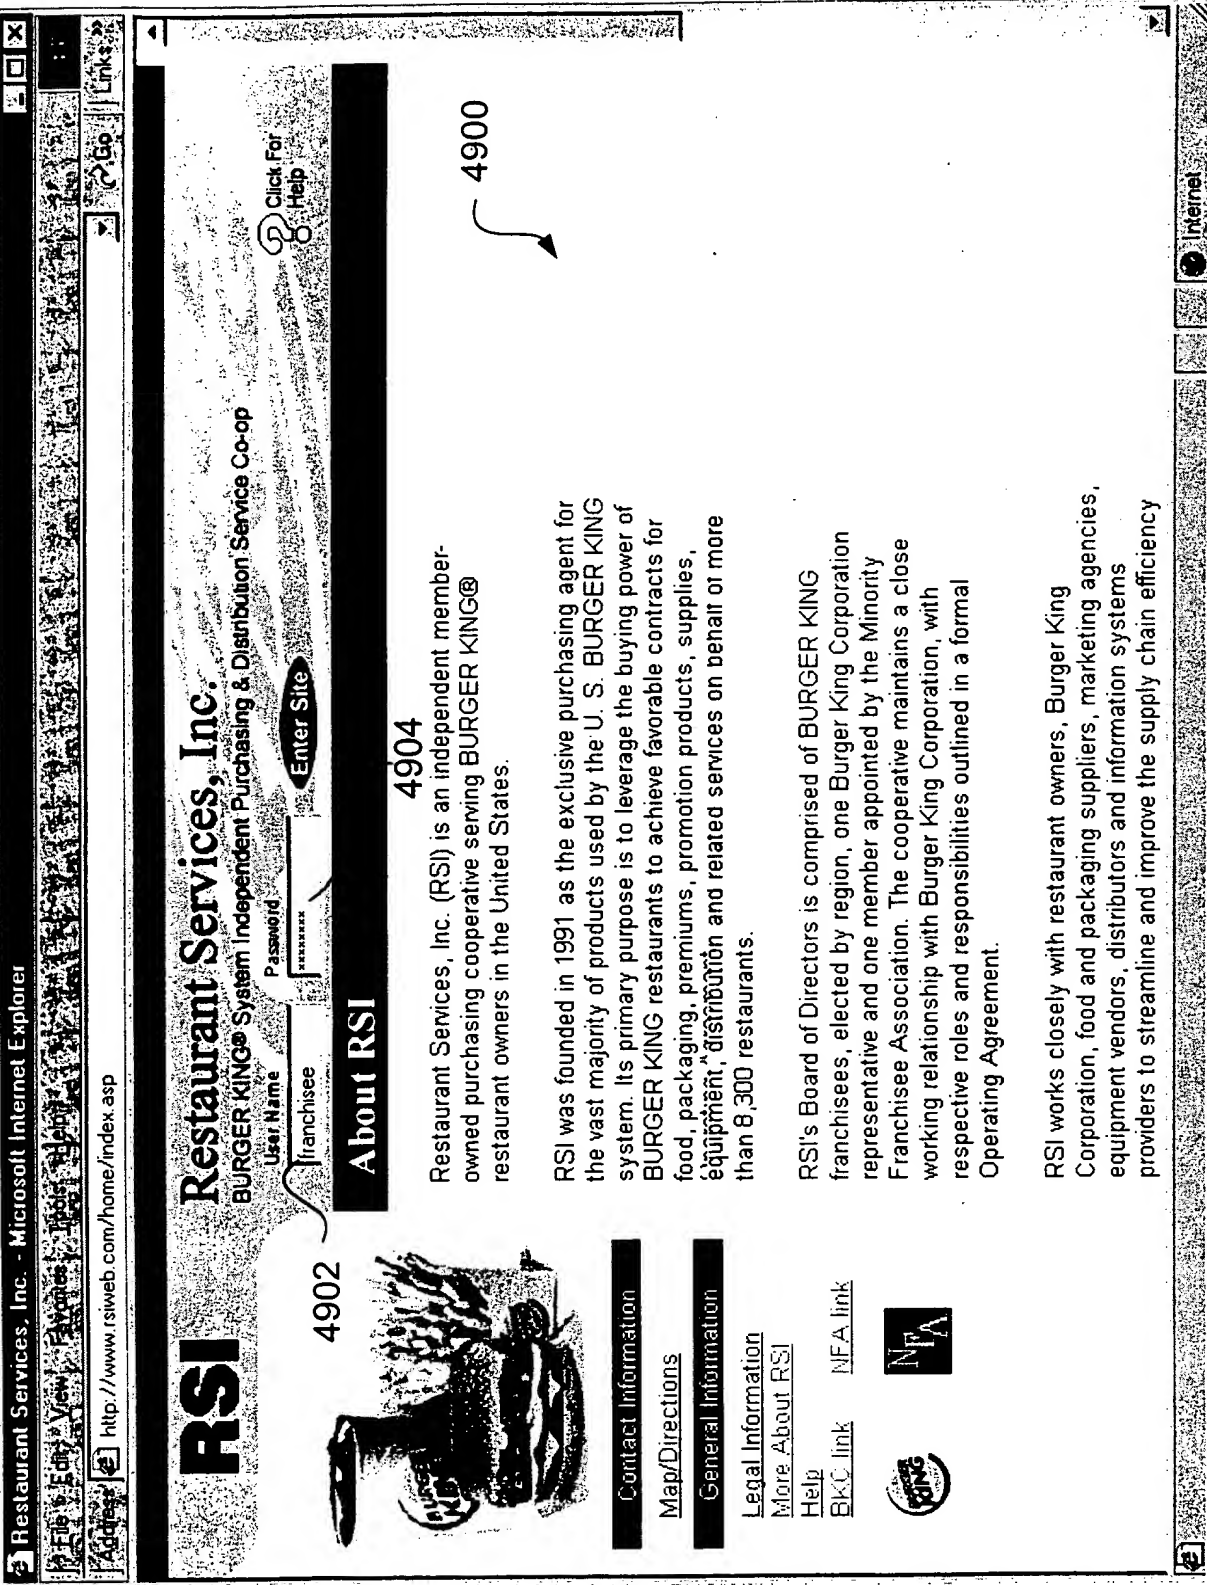 Restaurant Services, Inc. - Microsoft Internet Explorer
File Edit View Favorites Tools Help
Address http://www.rsiweb.com/home/index.asp Go Links »
RSI
Restaurant Services, Inc.
BURGER KING® System Independent Purchasing & Distribution Service Co-op
User Name
franchisee
Password
********
Enter Site
Click For
Help
4902
4904
4900
About RSI
Restaurant Services, Inc. (RSI) is an independent member-
owned purchasing cooperative serving BURGER KING®
restaurant owners in the United States.
RSI was founded in 1991 as the exclusive purchasing agent for
the vast majority of products used by the U. S. BURGER KING
system. Its primary purpose is to leverage the buying power of
BURGER KING restaurants to achieve favorable contracts for
food, packaging, premiums, promotion products, supplies,
equipment, distribution and related services on behalf of more
than 8,300 restaurants.
RSI's Board of Directors is comprised of BURGER KING
franchisees, elected by region, one Burger King Corporation
representative and one member appointed by the Minority
Franchisee Association. The cooperative maintains a close
working relationship with Burger King Corporation, with
respective roles and responsibilities outlined in a formal
Operating Agreement.
RSI works closely with restaurant owners, Burger King
Corporation, food and packaging suppliers, marketing agencies,
equipment vendors, distributors and information systems
providers to streamline and improve the supply chain efficiency
Contact Information
Map/Directions
General Information
Legal Information
More About RSI
Help
BKC link NFA link
BURGER KING
NFA
Internet